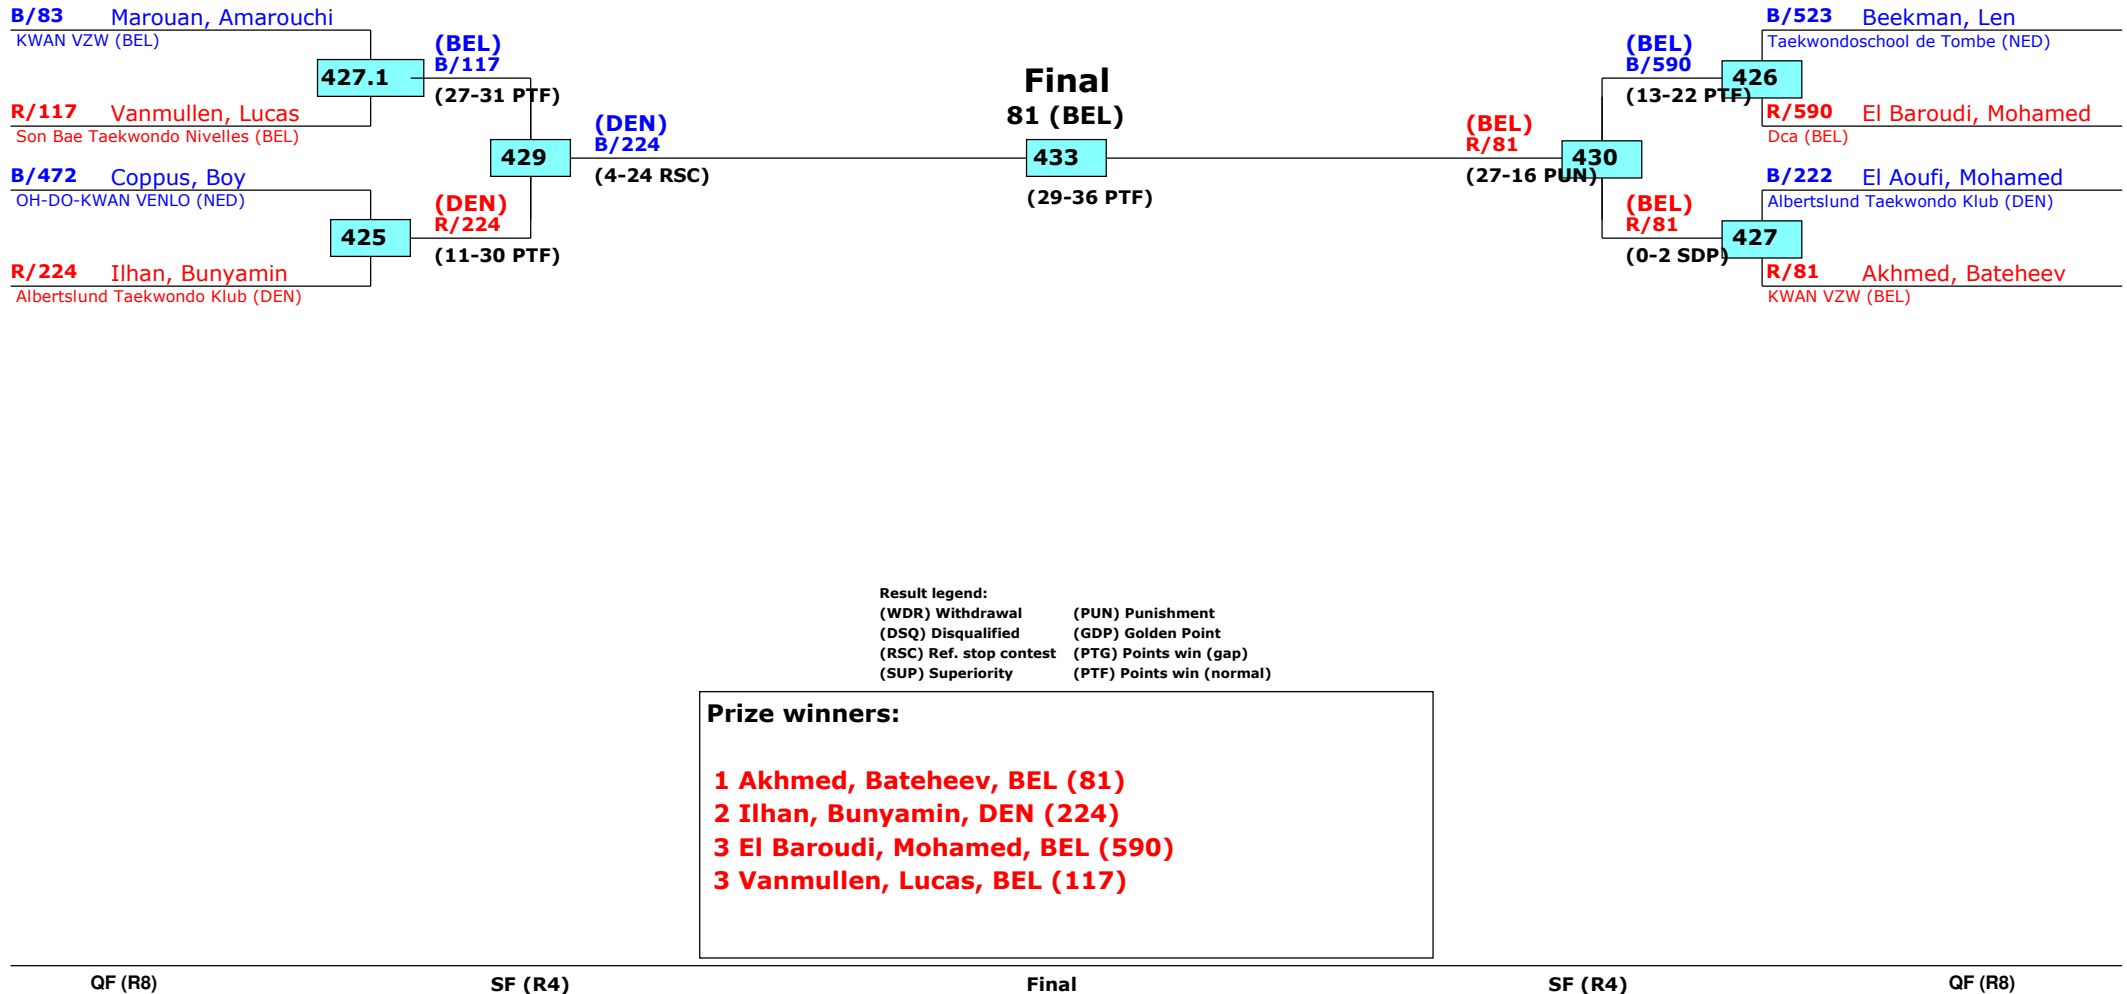 B/83 Marouan, Amarouchi
KWAN VZW (BEL)
427.1
(BEL)
B/117
(27-31 PTF)
R/117 Vanmullen, Lucas
Son Bae Taekwondo Nivelles (BEL)
B/472 Coppus, Boy
OH-DO-KWAN VENLO (NED)
425
(DEN)
R/224
(11-30 PTF)
R/224 Ilhan, Bunyamin
Albertslund Taekwondo Klub (DEN)
429
(DEN)
B/224
(4-24 RSC)
Final
81 (BEL)
433
(29-36 PTF)
(BEL)
R/81
430
(27-16 PUN)
(BEL)
B/590
426
(13-22 PTF)
(BEL)
R/81
427
(0-2 SDP)
B/523 Beekman, Len
Taekwondoschool de Tombe (NED)
R/590 El Baroudi, Mohamed
Dca (BEL)
B/222 El Aoufi, Mohamed
Albertslund Taekwondo Klub (DEN)
R/81 Akhmed, Bateheev
KWAN VZW (BEL)
Result legend:
(WDR) Withdrawal (PUN) Punishment
(DSQ) Disqualified (GDP) Golden Point
(RSC) Ref. stop contest (PTG) Points win (gap)
(SUP) Superiority (PTF) Points win (normal)
Prize winners:
1 Akhmed, Bateheev, BEL (81)
2 Ilhan, Bunyamin, DEN (224)
3 El Baroudi, Mohamed, BEL (590)
3 Vanmullen, Lucas, BEL (117)
QF (R8) SF (R4) Final SF (R4) QF (R8)